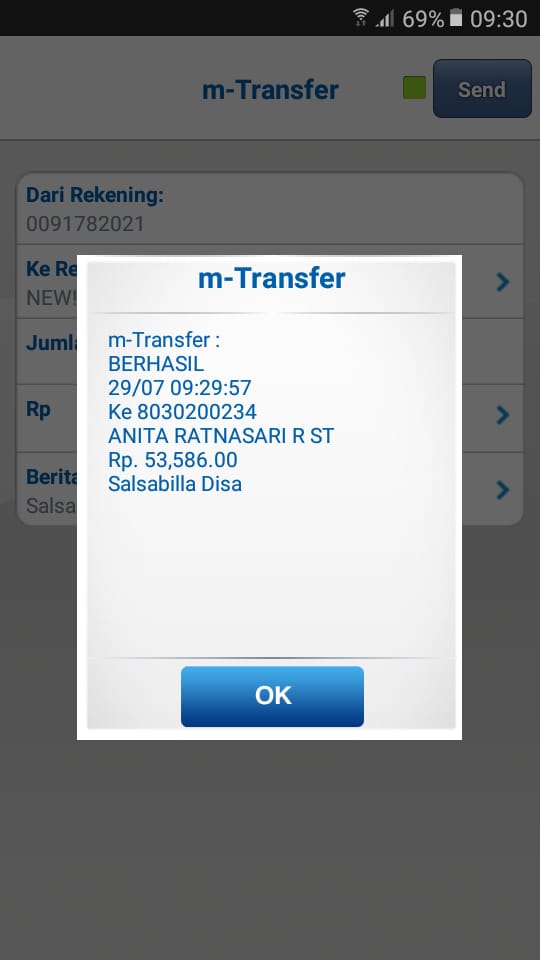 69% 09:30
m-Transfer
Send
Dari Rekening:
0091782021
Ke Re
NEW!
Jumla
Rp
Berita
Salsa
m-Transfer
m-Transfer :
BERHASIL
29/07 09:29:57
Ke 8030200234
ANITA RATNASARI R ST
Rp. 53,586.00
Salsabilla Disa
OK